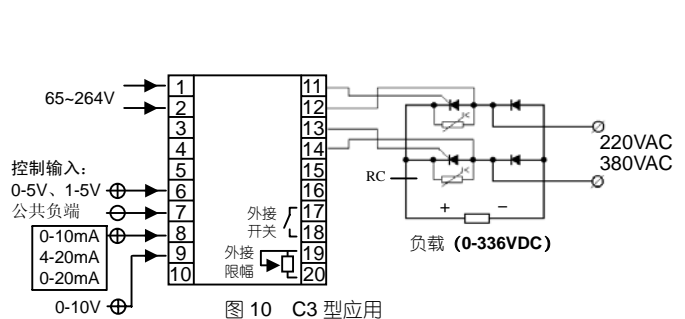 65~264V
控制输入：
0-5V、1-5V
公共负端
0-10mA
4-20mA
0-20mA
0-10V
1
2
3
4
5
6
7
8
9
10
11
12
13
14
15
16
17
18
19
20
外接
开关
外接
限幅
RC
+ −
负载（0-336VDC）
220VAC
380VAC
图 10 C3 型应用